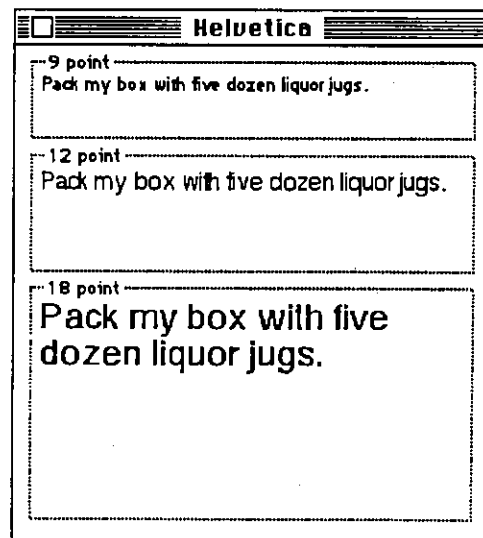 Helvetica
9 point
Pack my box with five dozen liquor jugs.
12 point
Pack my box with five dozen liquor jugs.
18 point
Pack my box with five
dozen liquor jugs.